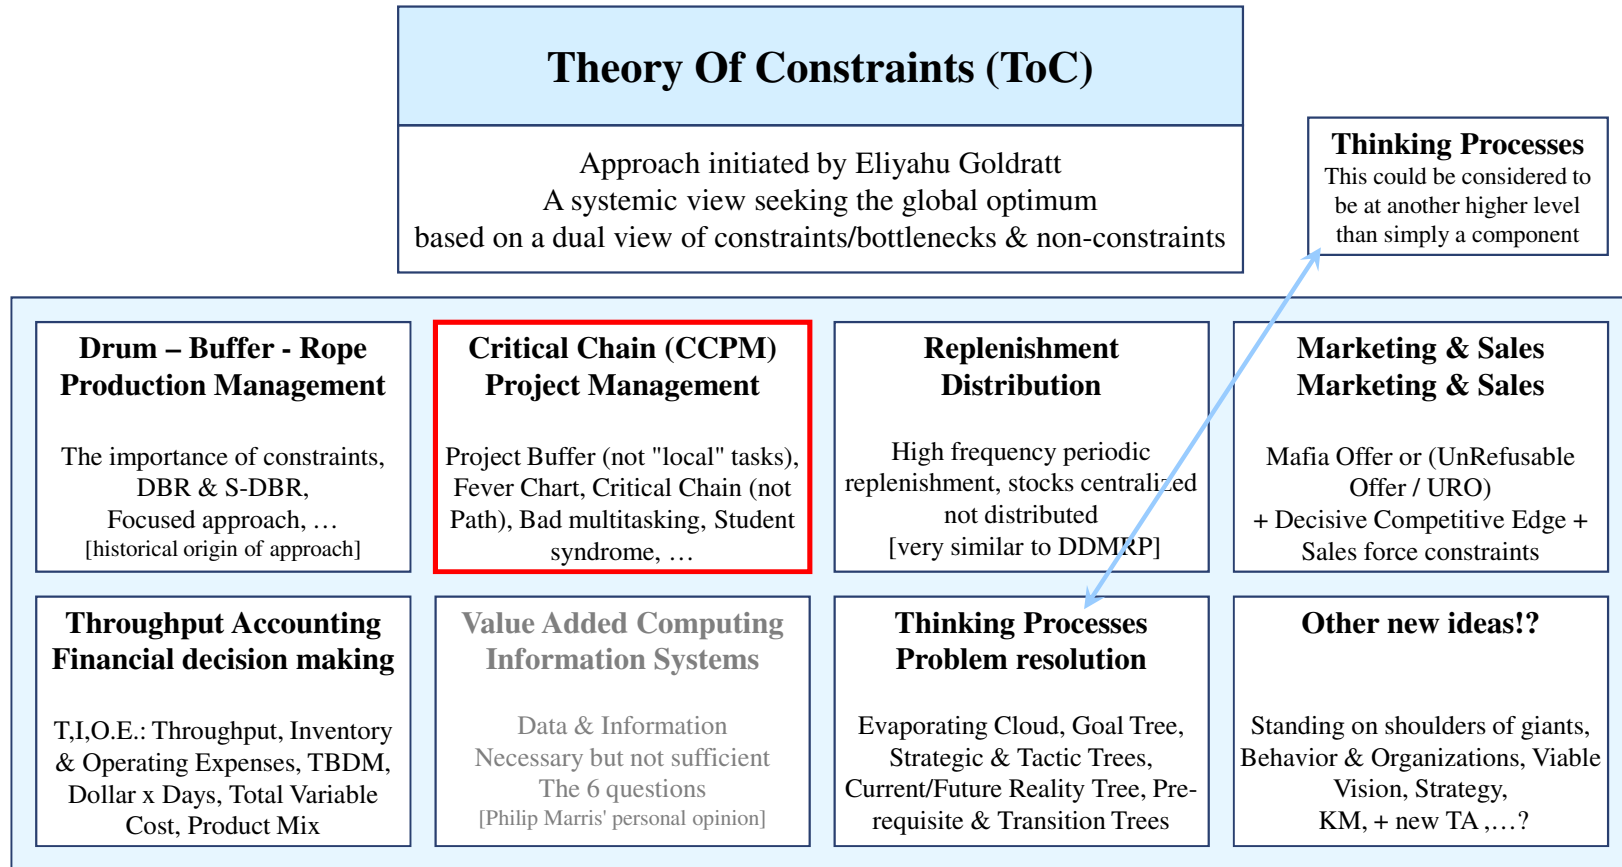 Theory Of Constraints (ToC)
Approach initiated by Eliyahu Goldratt
A systemic view seeking the global optimum
based on a dual view of constraints/bottlenecks & non-constraints
Thinking Processes
This could be considered to
be at another higher level
than simply a component
Drum – Buffer - Rope
Production Management
The importance of constraints,
DBR & S-DBR,
Focused approach, …
[historical origin of approach]
Critical Chain (CCPM)
Project Management
Project Buffer (not "local" tasks),
Fever Chart, Critical Chain (not
Path), Bad multitasking, Student
syndrome, …
Replenishment
Distribution
High frequency periodic
replenishment, stocks centralized
not distributed
[very similar to DDMRP]
Marketing & Sales
Marketing & Sales
Mafia Offer or (UnRefusable
Offer / URO)
+ Decisive Competitive Edge +
Sales force constraints
Throughput Accounting
Financial decision making
T,I,O.E.: Throughput, Inventory
& Operating Expenses, TBDM,
Dollar x Days, Total Variable
Cost, Product Mix
Value Added Computing
Information Systems
Data & Information
Necessary but not sufficient
The 6 questions
[Philip Marris' personal opinion]
Thinking Processes
Problem resolution
Evaporating Cloud, Goal Tree,
Strategic & Tactic Trees,
Current/Future Reality Tree, Pre-
requisite & Transition Trees
Other new ideas!?
Standing on shoulders of giants,
Behavior & Organizations, Viable
Vision, Strategy,
KM, + new TA ,…?